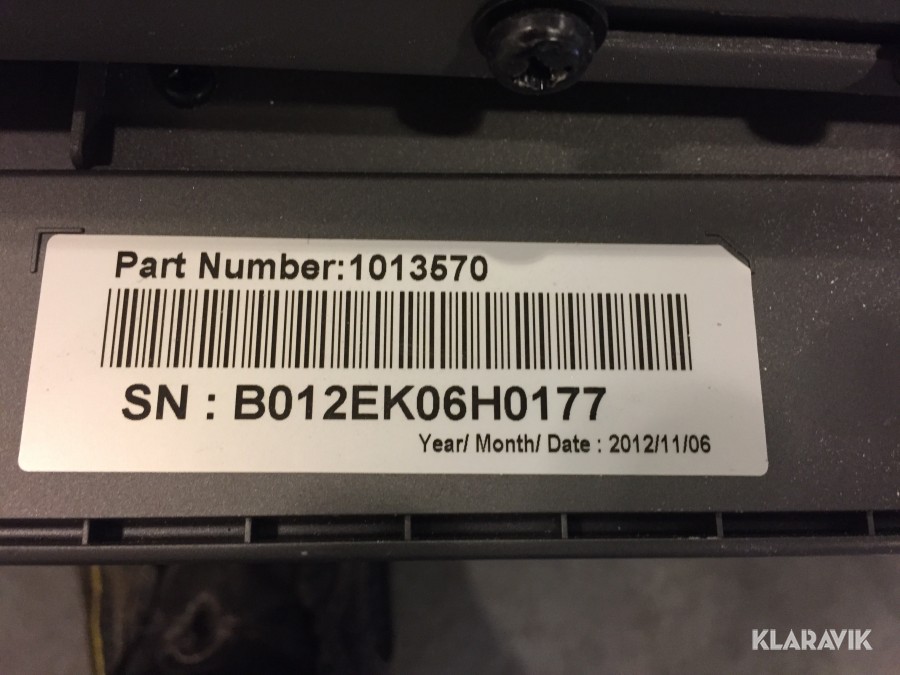 Part Number:1013570
SN : B012EK06H0177
Year/ Month/ Date : 2012/11/06
KLARAVIK